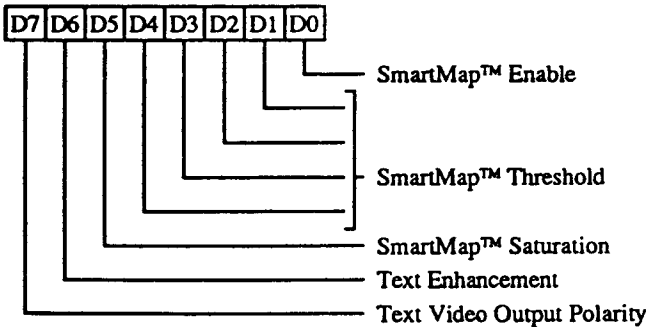 D7 D6 D5 D4 D3 D2 D1 D0
SmartMap™ Enable
SmartMap™ Threshold
SmartMap™ Saturation
Text Enhancement
Text Video Output Polarity